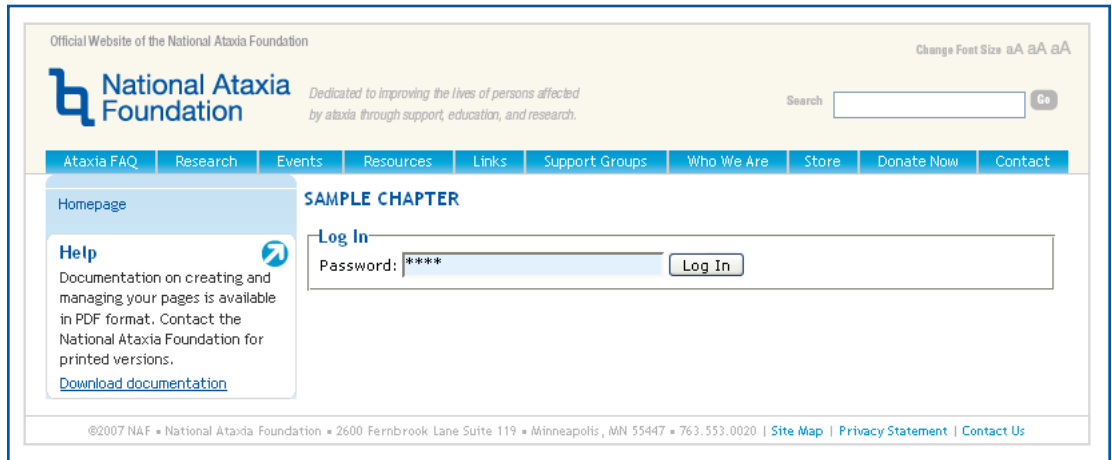 Official Website of the National Ataxia Foundation
Change Font Size aA aA aA
National Ataxia
Foundation
Dedicated to improving the lives of persons affected
by ataxia through support, education, and research.
Search
Go
Ataxia FAQ Research Events Resources Links Support Groups Who We Are Store Donate Now Contact
Homepage
SAMPLE CHAPTER
Log In
Password: ****
Log In
Help
Documentation on creating and
managing your pages is available
in PDF format. Contact the
National Ataxia Foundation for
printed versions.
Download documentation
©2007 NAF • National Ataxia Foundation • 2600 Fernbrook Lane Suite 119 • Minneapolis, MN 55447 • 763.553.0020 | Site Map | Privacy Statement | Contact Us